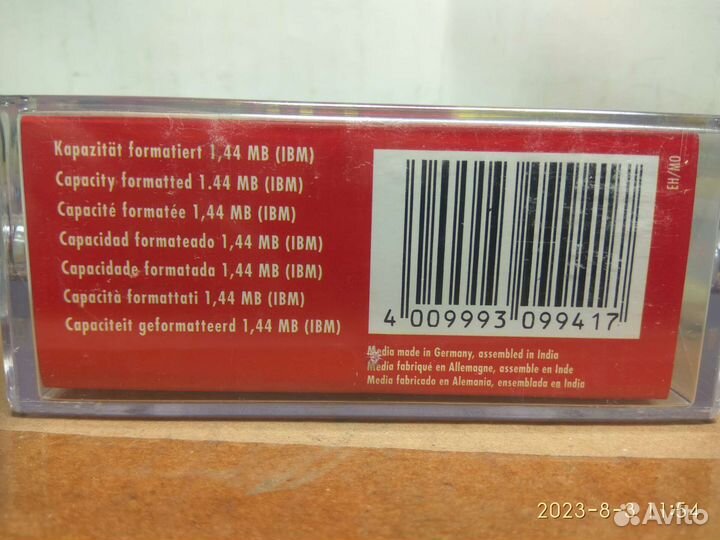 Kapazität formatiert 1,44 MB (IBM)
Capacity formatted 1.44 MB (IBM)
Capacité formatée 1,44 MB (IBM)
Capacidad formateado 1,44 MB (IBM)
Capacidade formatada 1,44 MB (IBM)
Capacità formattati 1,44 MB (IBM)
Capaciteit geformatteerd 1,44 MB (IBM)
EH/MO
4 009993 099417
Media made in Germany, assembled in India
Media fabriqué en Allemagne, assemble en Inde
Media fabricado en Alemania, ensamblada en India
2023-8-3 11:54
Avito